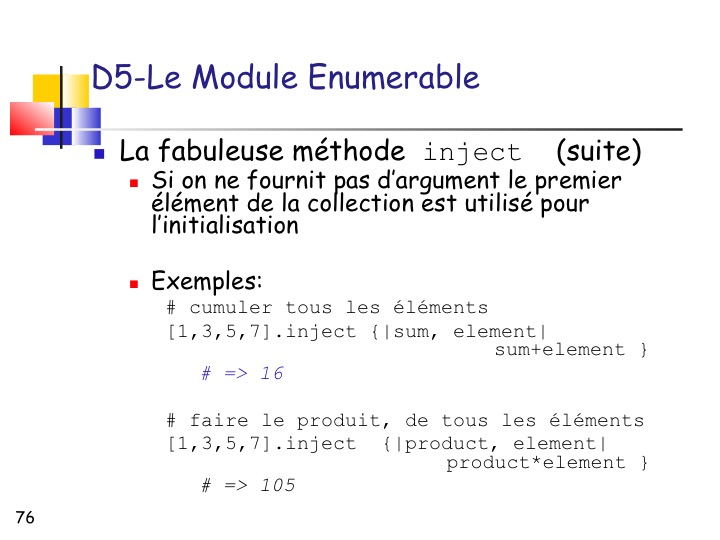 D5-Le Module Enumerable
La fabuleuse méthode inject (suite)
Si on ne fournit pas d’argument le premier
élément de la collection est utilisé pour
l’initialisation
Exemples:
# cumuler tous les éléments
[1,3,5,7].inject {|sum, element|
sum+element }
# => 16
# faire le produit, de tous les éléments
[1,3,5,7].inject {|product, element|
product*element }
# => 105
76